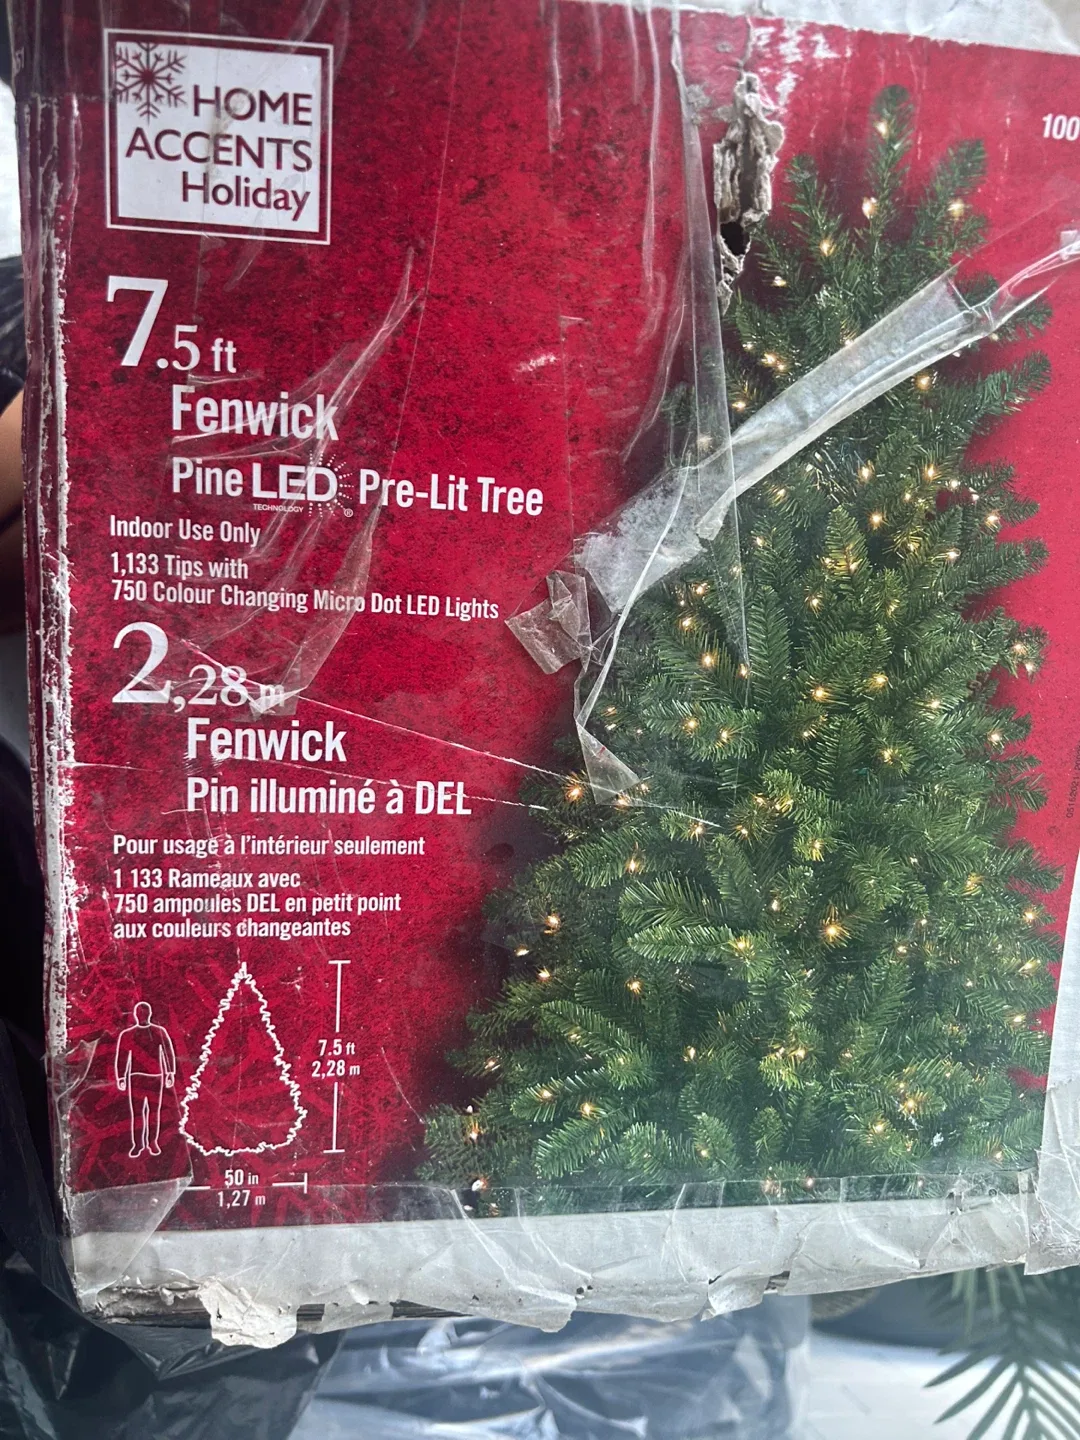 HOME
ACCENTS
Holiday
100
7.5 ft
Fenwick
Pine LED Pre-Lit Tree
TECHNOLOGY ®
Indoor Use Only
1,133 Tips with
750 Colour Changing Micro Dot LED Lights
2,28 m
Fenwick
Pin illuminé à DEL
Pour usage à l'intérieur seulement
1 133 Rameaux avec
750 ampoules DEL en petit point
aux couleurs changeantes
7.5 ft
2,28 m
50 in
1,27 m